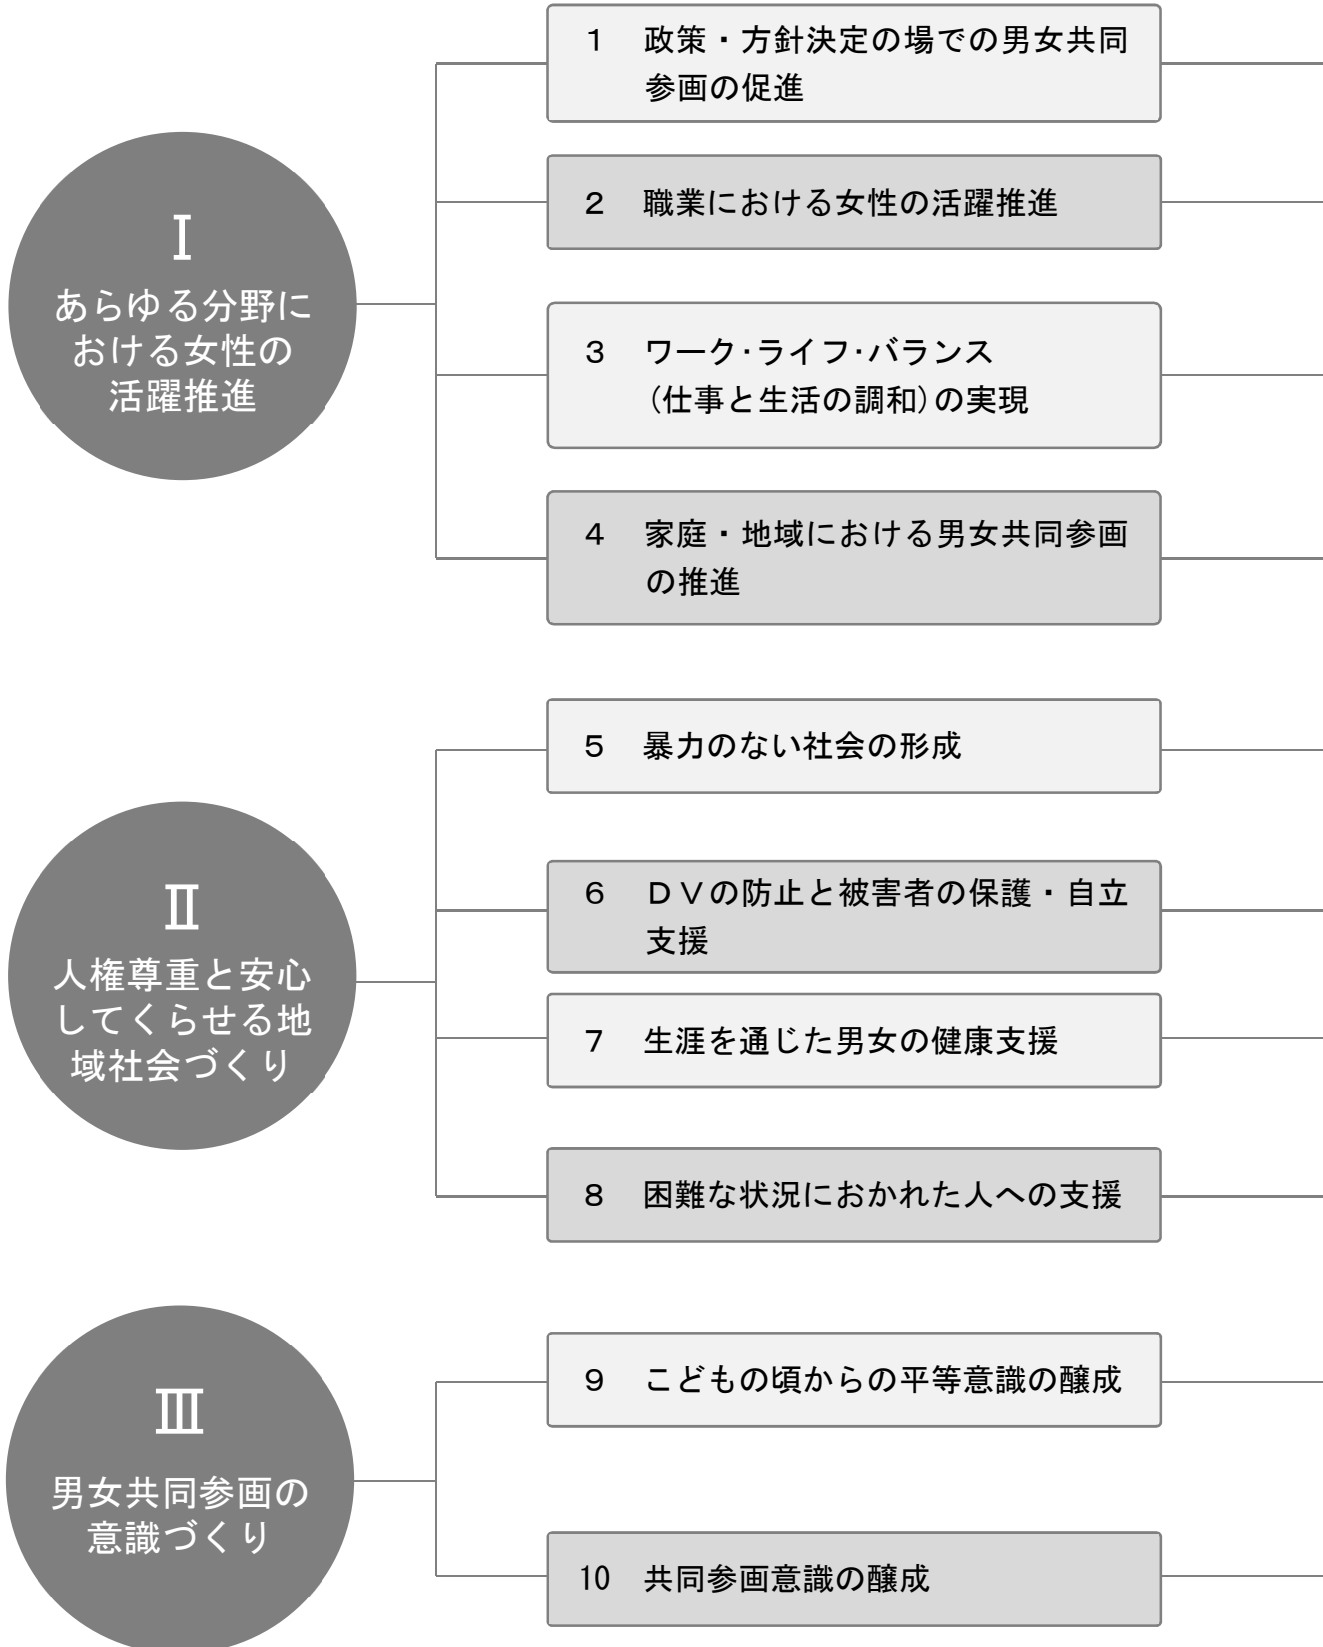 Ⅰ
あらゆる分野に
おける女性の
活躍推進
1 政策・方針決定の場での男女共同
参画の促進
2 職業における女性の活躍推進
3 ワーク・ライフ・バランス
(仕事と生活の調和)の実現
4 家庭・地域における男女共同参画
の推進
Ⅱ
人権尊重と安心
してくらせる地
域社会づくり
5 暴力のない社会の形成
6 ＤＶの防止と被害者の保護・自立
支援
7 生涯を通じた男女の健康支援
8 困難な状況におかれた人への支援
Ⅲ
男女共同参画の
意識づくり
9 こどもの頃からの平等意識の醸成
10 共同参画意識の醸成